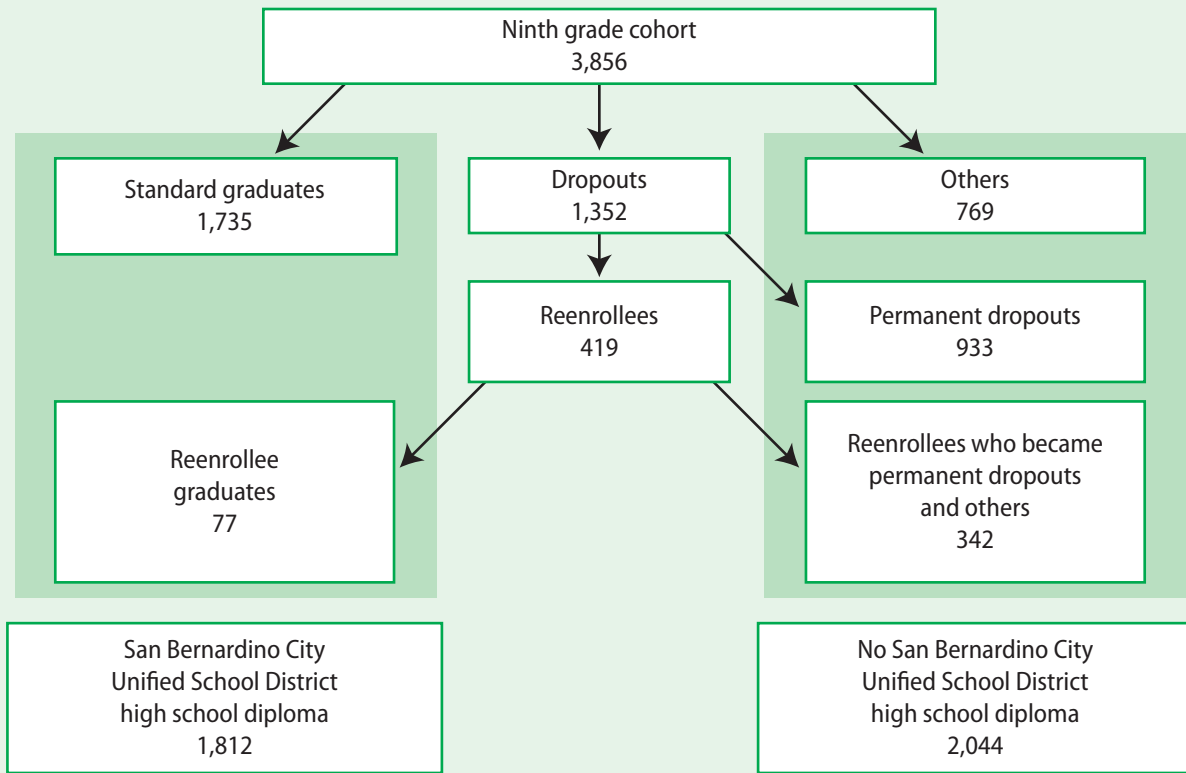 Ninth grade cohort
3,856
Standard graduates
1,735
Dropouts
1,352
Others
769
Reenrollees
419
Permanent dropouts
933
Reenrollee
graduates
77
Reenrollees who became
permanent dropouts
and others
342
San Bernardino City
Unified School District
high school diploma
1,812
No San Bernardino City
Unified School District
high school diploma
2,044